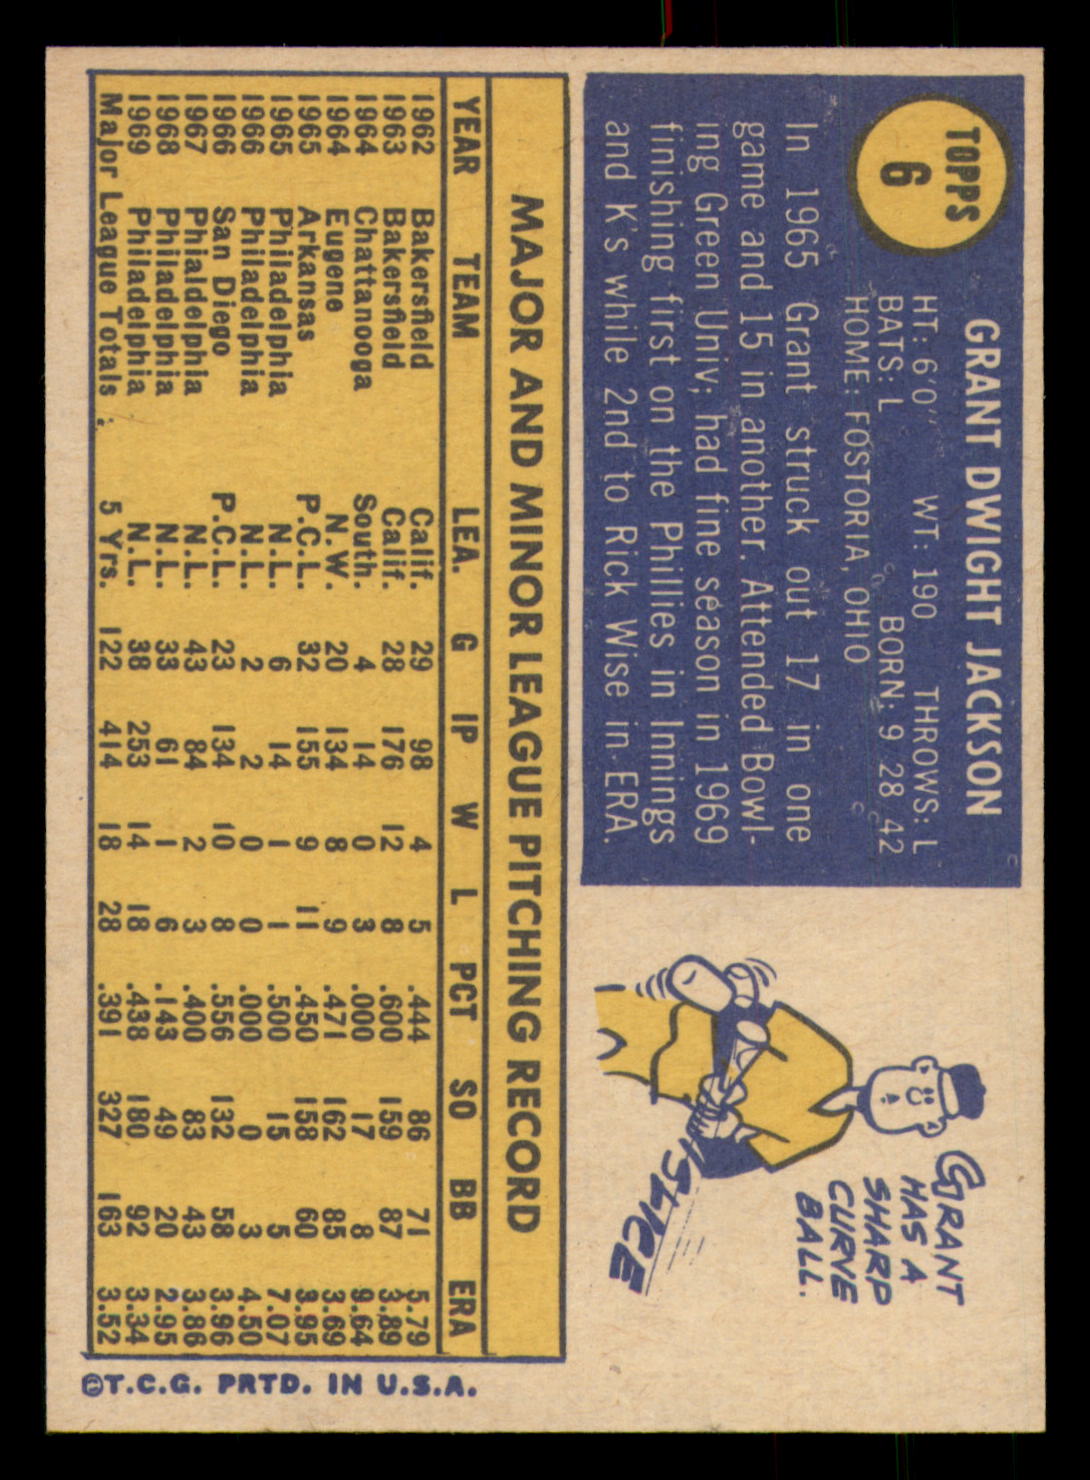 TOPPS
6
GRANT DWIGHT JACKSON
HT: 6'0" WT: 190 THROWS: L
BATS: L BORN: 9 28 42
HOME: FOSTORIA, OHIO
In 1965 Grant struck out 17 in one
game and 15 in another. Attended Bowl-
ing Green Univ; had fine season in 1969
finishing first on the Phillies in Innings
and K's while 2nd to Rick Wise in ERA.
GRANT
HAS A
SHARP
CURVE
BALL.
SLICE
MAJOR AND MINOR LEAGUE PITCHING RECORD
YEAR TEAM LEA. G IP W L PCT SO BB ERA
1962 Bakersfield Calif. 29 98 4 5 .444 86 71 5.79
1963 Bakersfield Calif. 28 176 12 8 .600 159 87 3.89
1964 Chattanooga South. 4 14 0 3 .000 17 8 9.64
1964 Eugene N.W. 20 134 8 9 .471 162 85 3.69
1965 Arkansas P.C.L. 32 155 9 11 .450 158 60 3.95
1965 Philadelphia N.L. 6 14 1 1 .500 15 5 7.07
1966 Philadelphia N.L. 2 2 0 0 .000 0 3 4.50
1966 San Diego P.C.L. 23 134 10 8 .556 132 58 3.96
1967 Phialdelphia N.L. 43 84 2 3 .400 83 43 3.86
1968 Philadelphia N.L. 33 61 1 6 .143 49 20 2.95
1969 Philadelphia N.L. 38 253 14 18 .438 180 92 3.34
Major League Totals 5 Yrs. 122 414 18 28 .391 327 163 3.52
©T.C.G. PRTD. IN U.S.A.